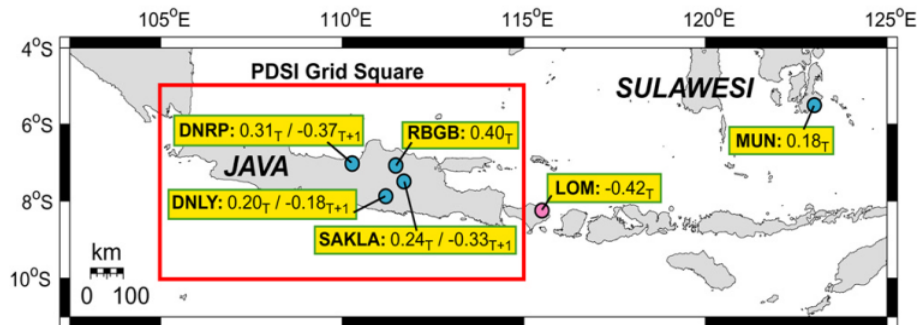 105°E 110°E 115°E 120°E 125°E
4°S
PDSI Grid Square
SULAWESI
6°S
DNRP: 0.31T / -0.37T+1
RBGB: 0.40T
MUN: 0.18T
JAVA
LOM: -0.42T
8°S
DNLY: 0.20T / -0.18T+1
SAKLA: 0.24T / -0.33T+1
km
10°S
0 100